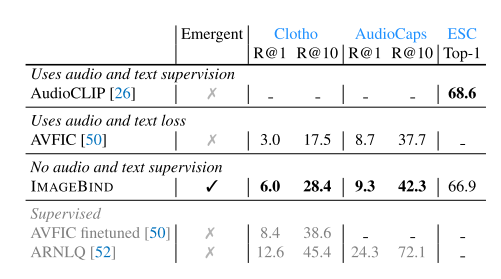 Emergent Clotho AudioCaps ESC
R@1 R@10 R@1 R@10 Top-1
Uses audio and text supervision
AudioCLIP [26] ✗ - - - - 68.6
Uses audio and text loss
AVFIC [50] ✗ 3.0 17.5 8.7 37.7 -
No audio and text supervision
IMAGEBIND ✓ 6.0 28.4 9.3 42.3 66.9
Supervised
AVFIC finetuned [50] ✗ 8.4 38.6 - - -
ARNLQ [52] ✗ 12.6 45.4 24.3 72.1 -